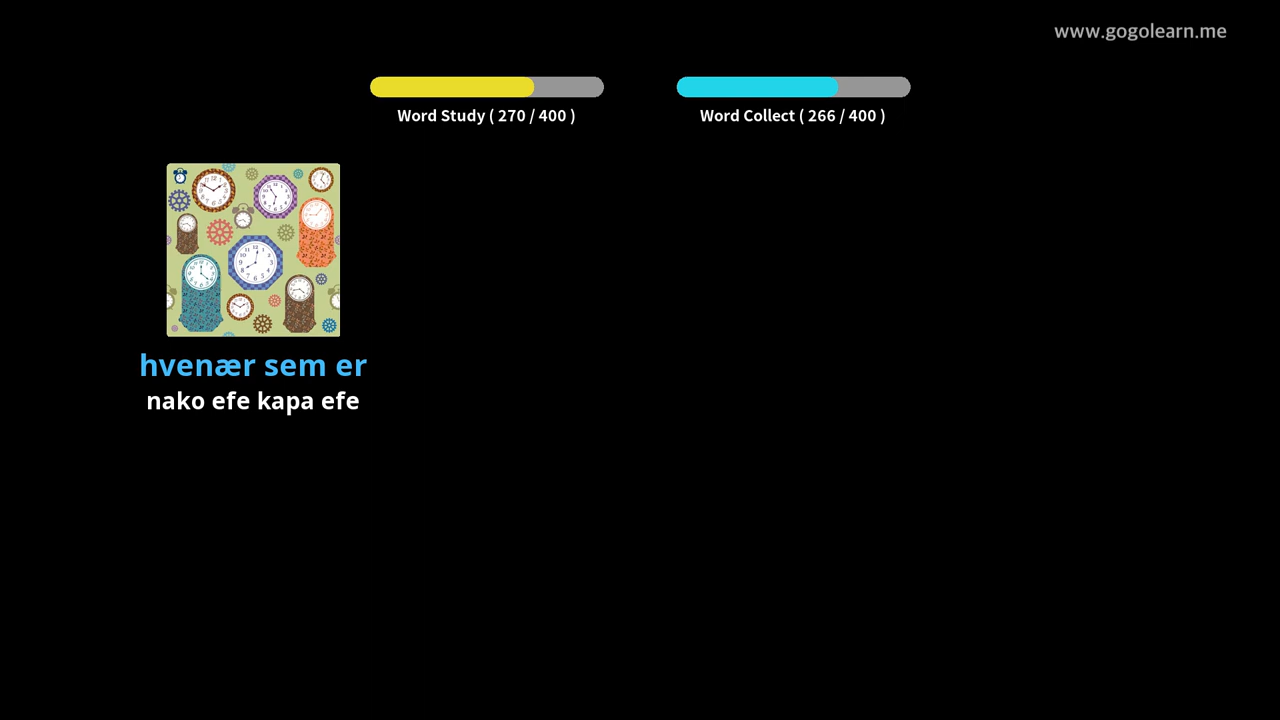 www.gogolearn.me
Word Study ( 270 / 400 )
Word Collect ( 266 / 400 )
hvenær sem er
nako efe kapa efe